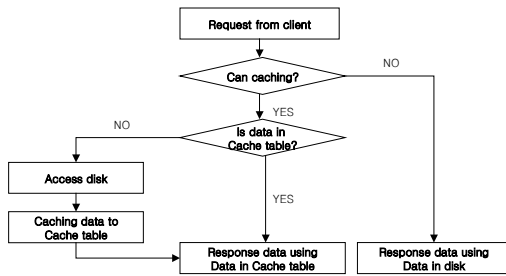 Request from client
Can caching?
NO
YES
Is data in
Cache table?
NO
YES
Access disk
Caching data to
Cache table
Response data using
Data in Cache table
Response data using
Data in disk